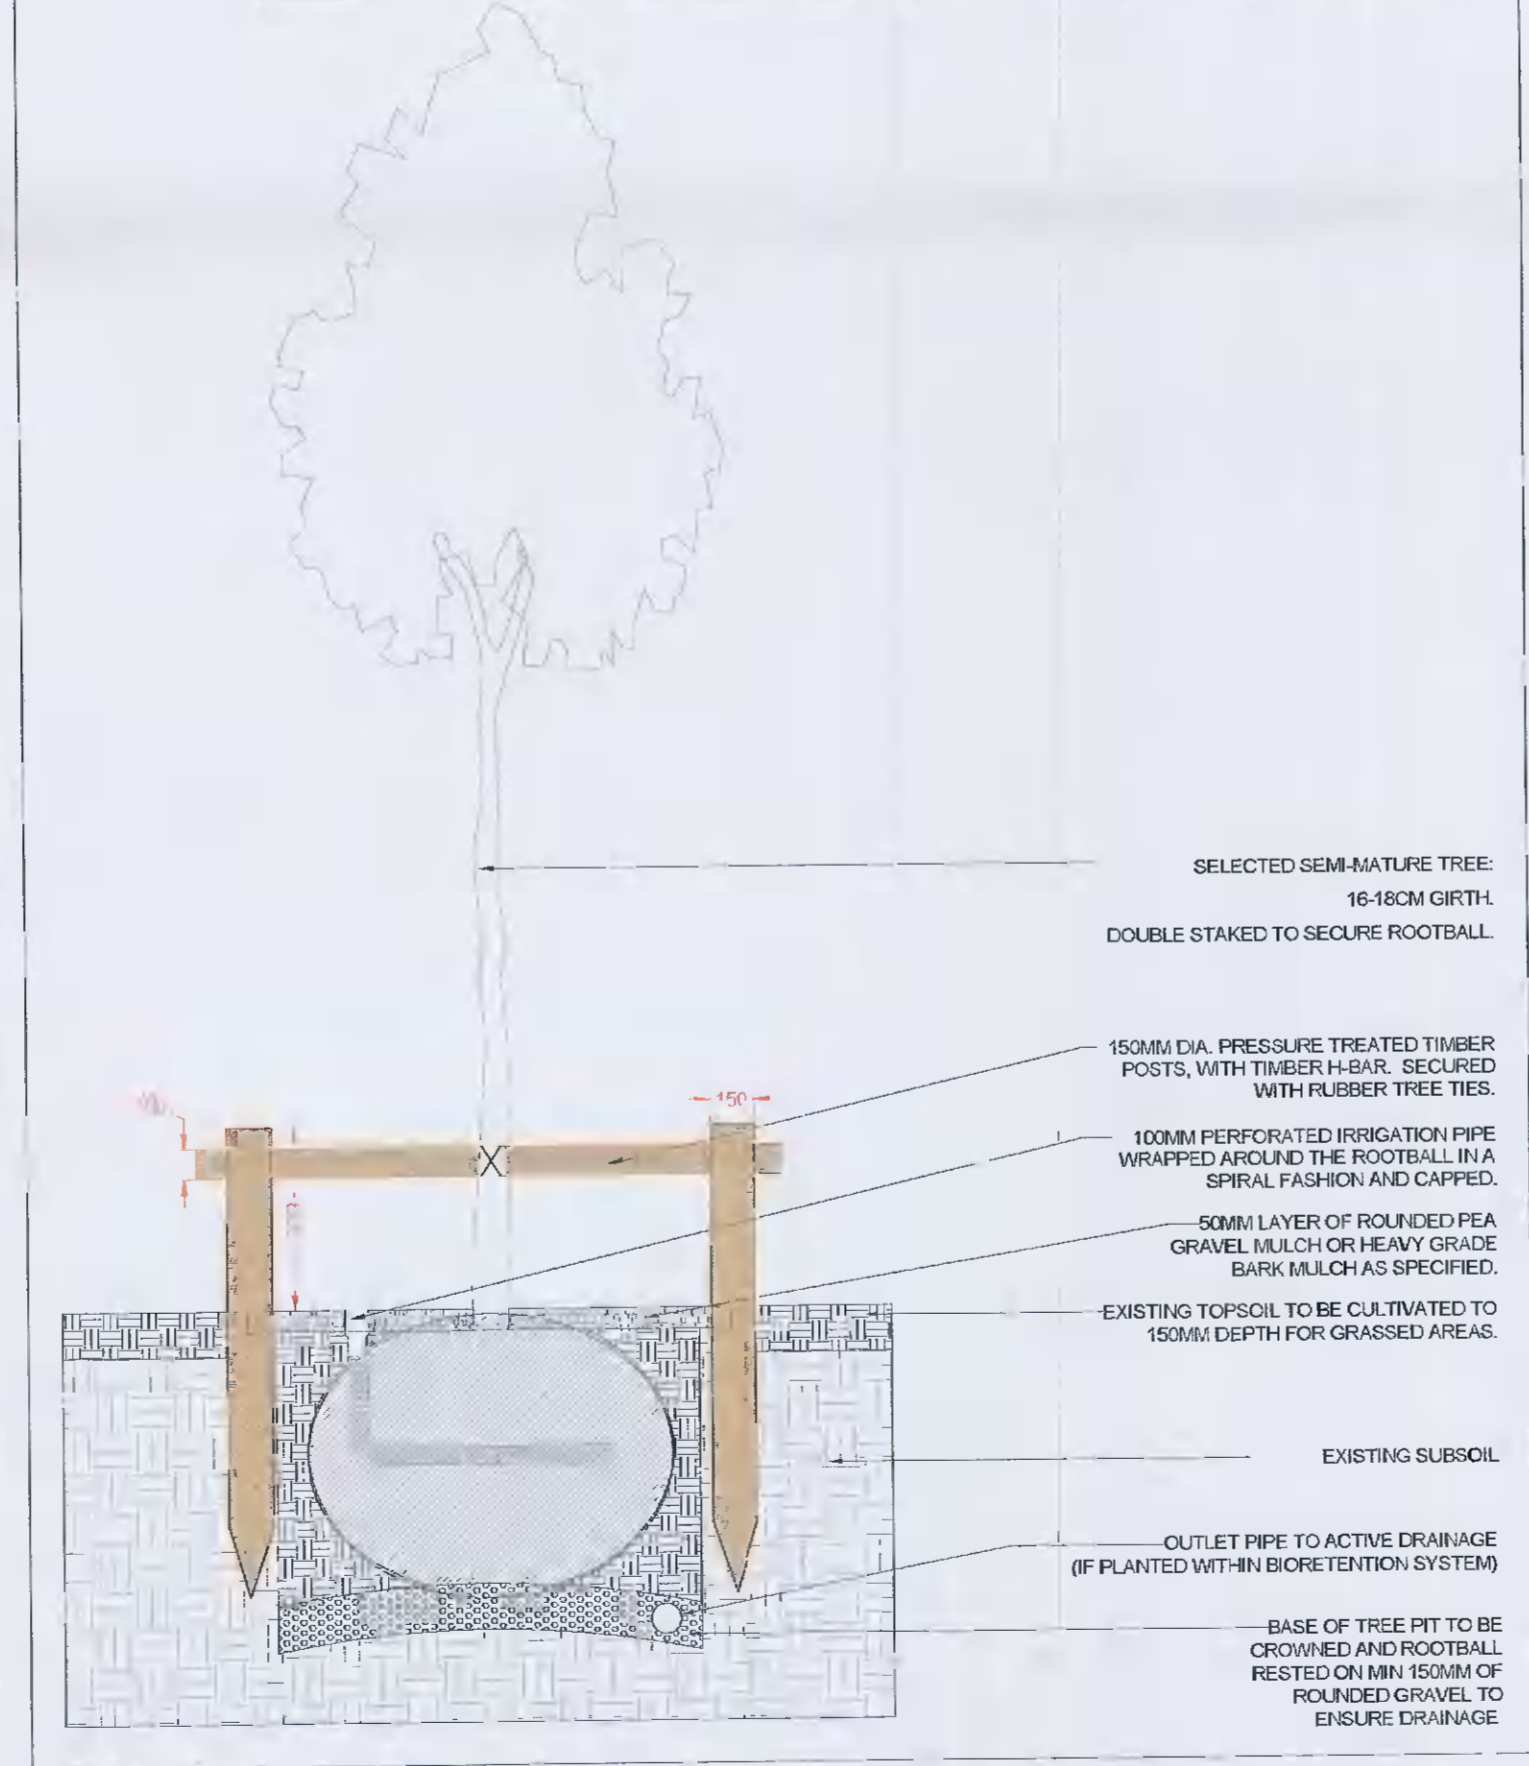 SELECTED SEMI-MATURE TREE:
16-18CM GIRTH.
DOUBLE STAKED TO SECURE ROOTBALL.
150MM DIA. PRESSURE TREATED TIMBER
POSTS, WITH TIMBER H-BAR. SECURED
WITH RUBBER TREE TIES.
150
100MM PERFORATED IRRIGATION PIPE
WRAPPED AROUND THE ROOTBALL IN A
SPIRAL FASHION AND CAPPED.
50MM LAYER OF ROUNDED PEA
GRAVEL MULCH OR HEAVY GRADE
BARK MULCH AS SPECIFIED.
EXISTING TOPSOIL TO BE CULTIVATED TO
150MM DEPTH FOR GRASSED AREAS.
EXISTING SUBSOIL
OUTLET PIPE TO ACTIVE DRAINAGE
(IF PLANTED WITHIN BIORETENTION SYSTEM)
BASE OF TREE PIT TO BE
CROWNED AND ROOTBALL
RESTED ON MIN 150MM OF
ROUNDED GRAVEL TO
ENSURE DRAINAGE